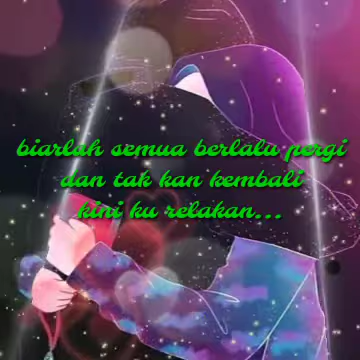 biarlah semua berlalu pergi
dan tak kan kembali
kini ku relakan...